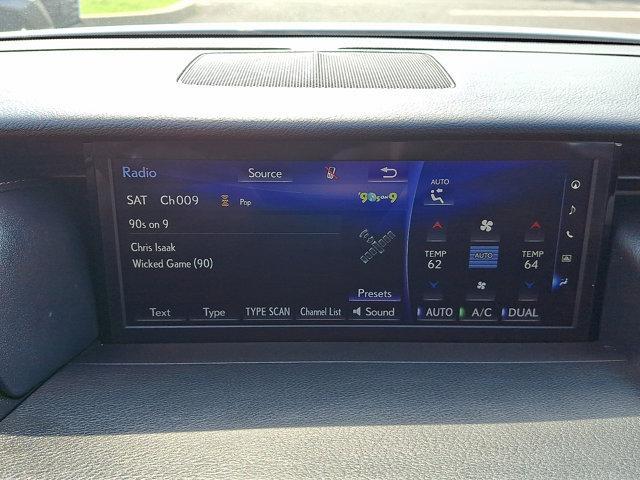 Radio
Source
SAT Ch009 Pop
'90s on 9
90s on 9
Chris Isaak
Wicked Game (90)
Presets
Text Type TYPE SCAN Channel List Sound
AUTO
TEMP
62
AUTO
TEMP
64
AUTO A/C DUAL